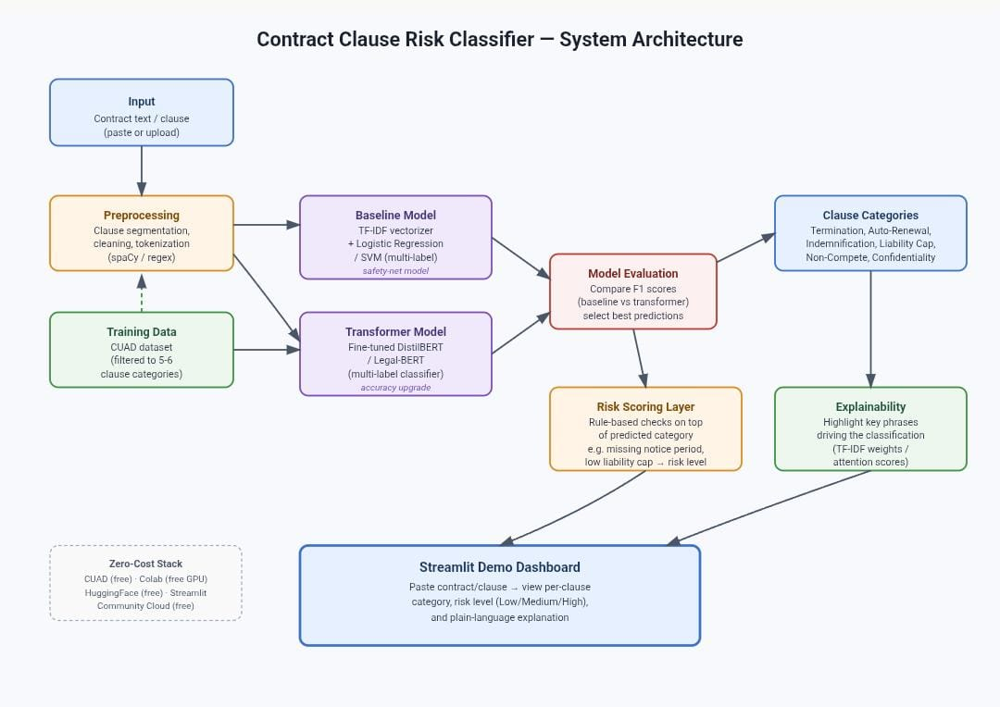 Contract Clause Risk Classifier — System Architecture
Input
Contract text / clause
(paste or upload)
Preprocessing
Clause segmentation,
cleaning, tokenization
(spaCy / regex)
Baseline Model
TF-IDF vectorizer
+ Logistic Regression
/ SVM (multi-label)
safety-net model
Clause Categories
Termination, Auto-Renewal,
Indemnification, Liability Cap,
Non-Compete, Confidentiality
Model Evaluation
Compare F1 scores
(baseline vs transformer)
select best predictions
Training Data
CUAD dataset
(filtered to 5-6
clause categories)
Transformer Model
Fine-tuned DistilBERT
/ Legal-BERT
(multi-label classifier)
accuracy upgrade
Risk Scoring Layer
Rule-based checks on top
of predicted category
e.g. missing notice period,
low liability cap → risk level
Explainability
Highlight key phrases
driving the classification
(TF-IDF weights /
attention scores)
Zero-Cost Stack
CUAD (free) · Colab (free GPU)
HuggingFace (free) · Streamlit
Community Cloud (free)
Streamlit Demo Dashboard
Paste contract/clause → view per-clause
category, risk level (Low/Medium/High),
and plain-language explanation